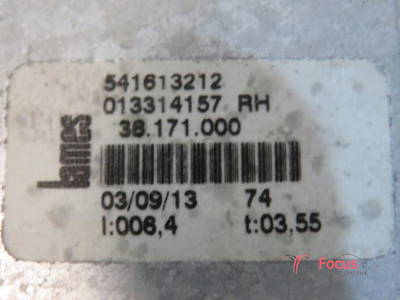 541613212
013314157 RH
38.171.000
lames
03/09/13 74
I:006,4 t:03,55
Focus